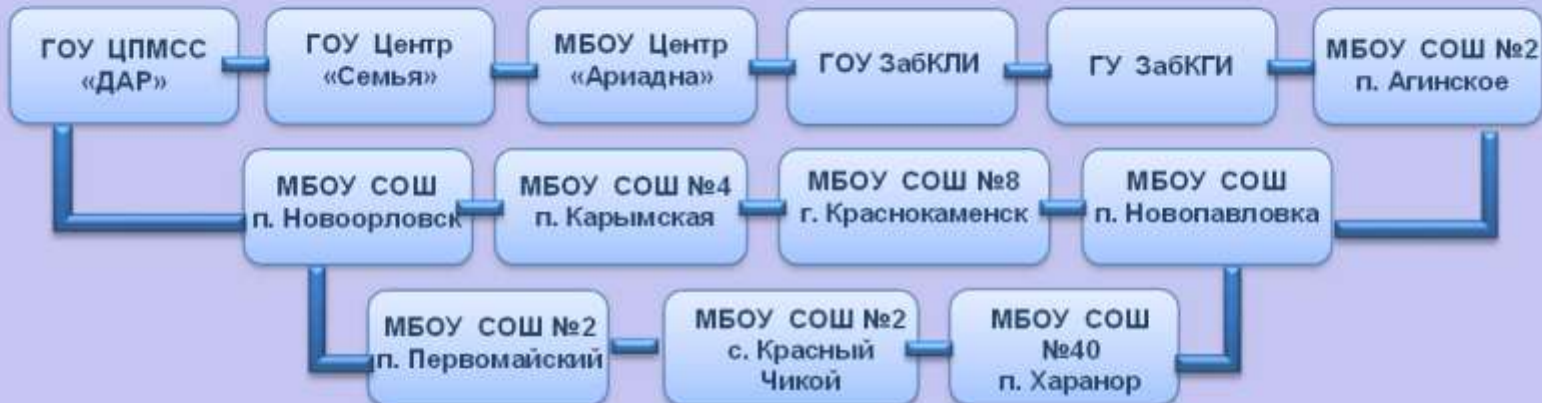 ГОУ ЦПМСС
«ДАР»
ГОУ Центр
«Семья»
МБОУ Центр
«Ариадна»
ГОУ ЗабКЛИ
ГУ ЗабКГИ
МБОУ СОШ №2
п. Агинское
МБОУ СОШ
п. Новоорловск
МБОУ СОШ №4
п. Карымская
МБОУ СОШ №8
г. Краснокаменск
МБОУ СОШ
п. Новопавловка
МБОУ СОШ №2
п. Первомайский
МБОУ СОШ №2
с. Красный
Чикой
МБОУ СОШ
№40
п. Харанор